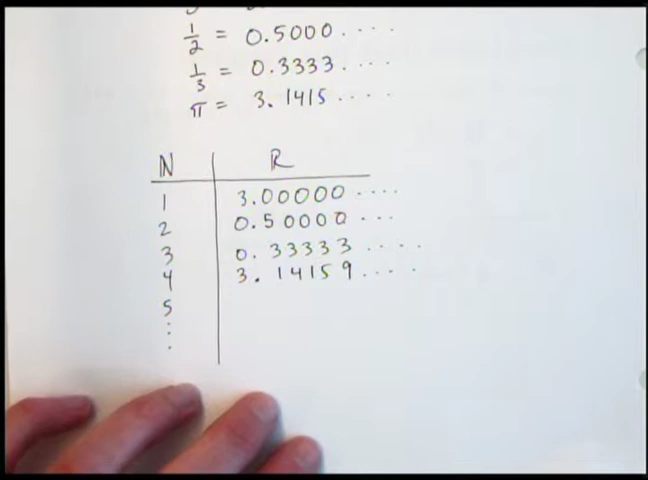 1/2 = 0.5000....
1/3 = 0.3333....
π = 3.1415....
ℕ ℝ
1 3.00000....
2 0.50000...
3 0.33333....
4 3.14159....
5
⋮